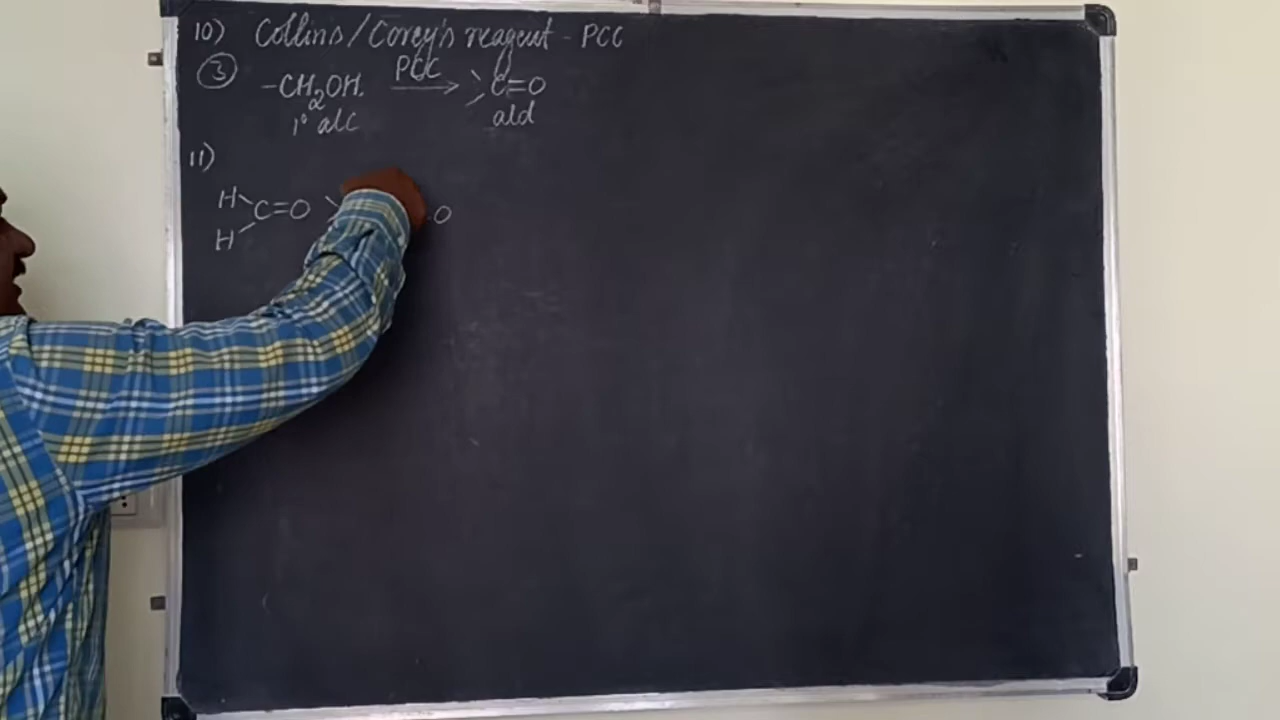 10) Collins/Corey's reagent - PCC
③ -CH₂OH. PCC → C=O
1° alc ald
11)
H C=O > O
H